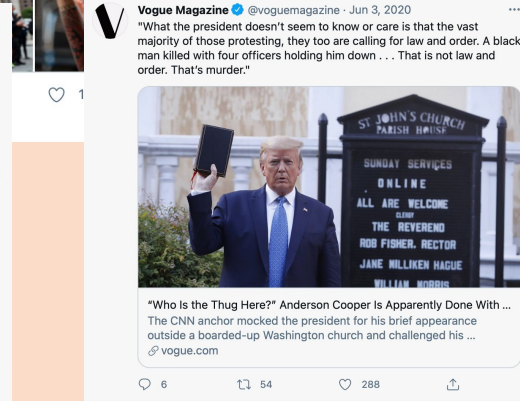 Vogue Magazine @voguemagazine · Jun 3, 2020
"What the president doesn't seem to know or care is that the vast
majority of those protesting, they too are calling for law and order. A black
man killed with four officers holding him down . . . That is not law and
order. That's murder."
1
ST JOHN'S CHURCH
PARISH HOUSE
SUNDAY SERVICES
ONLINE
ALL ARE WELCOME
CLERGY
THE REVEREND
ROB FISHER, RECTOR
JANE MILLIKEN HAGUE
WILLIAM MORRIS
“Who Is the Thug Here?” Anderson Cooper Is Apparently Done With ...
The CNN anchor mocked the president for his brief appearance
outside a boarded-up Washington church and challenged his ...
vogue.com
6 54 288